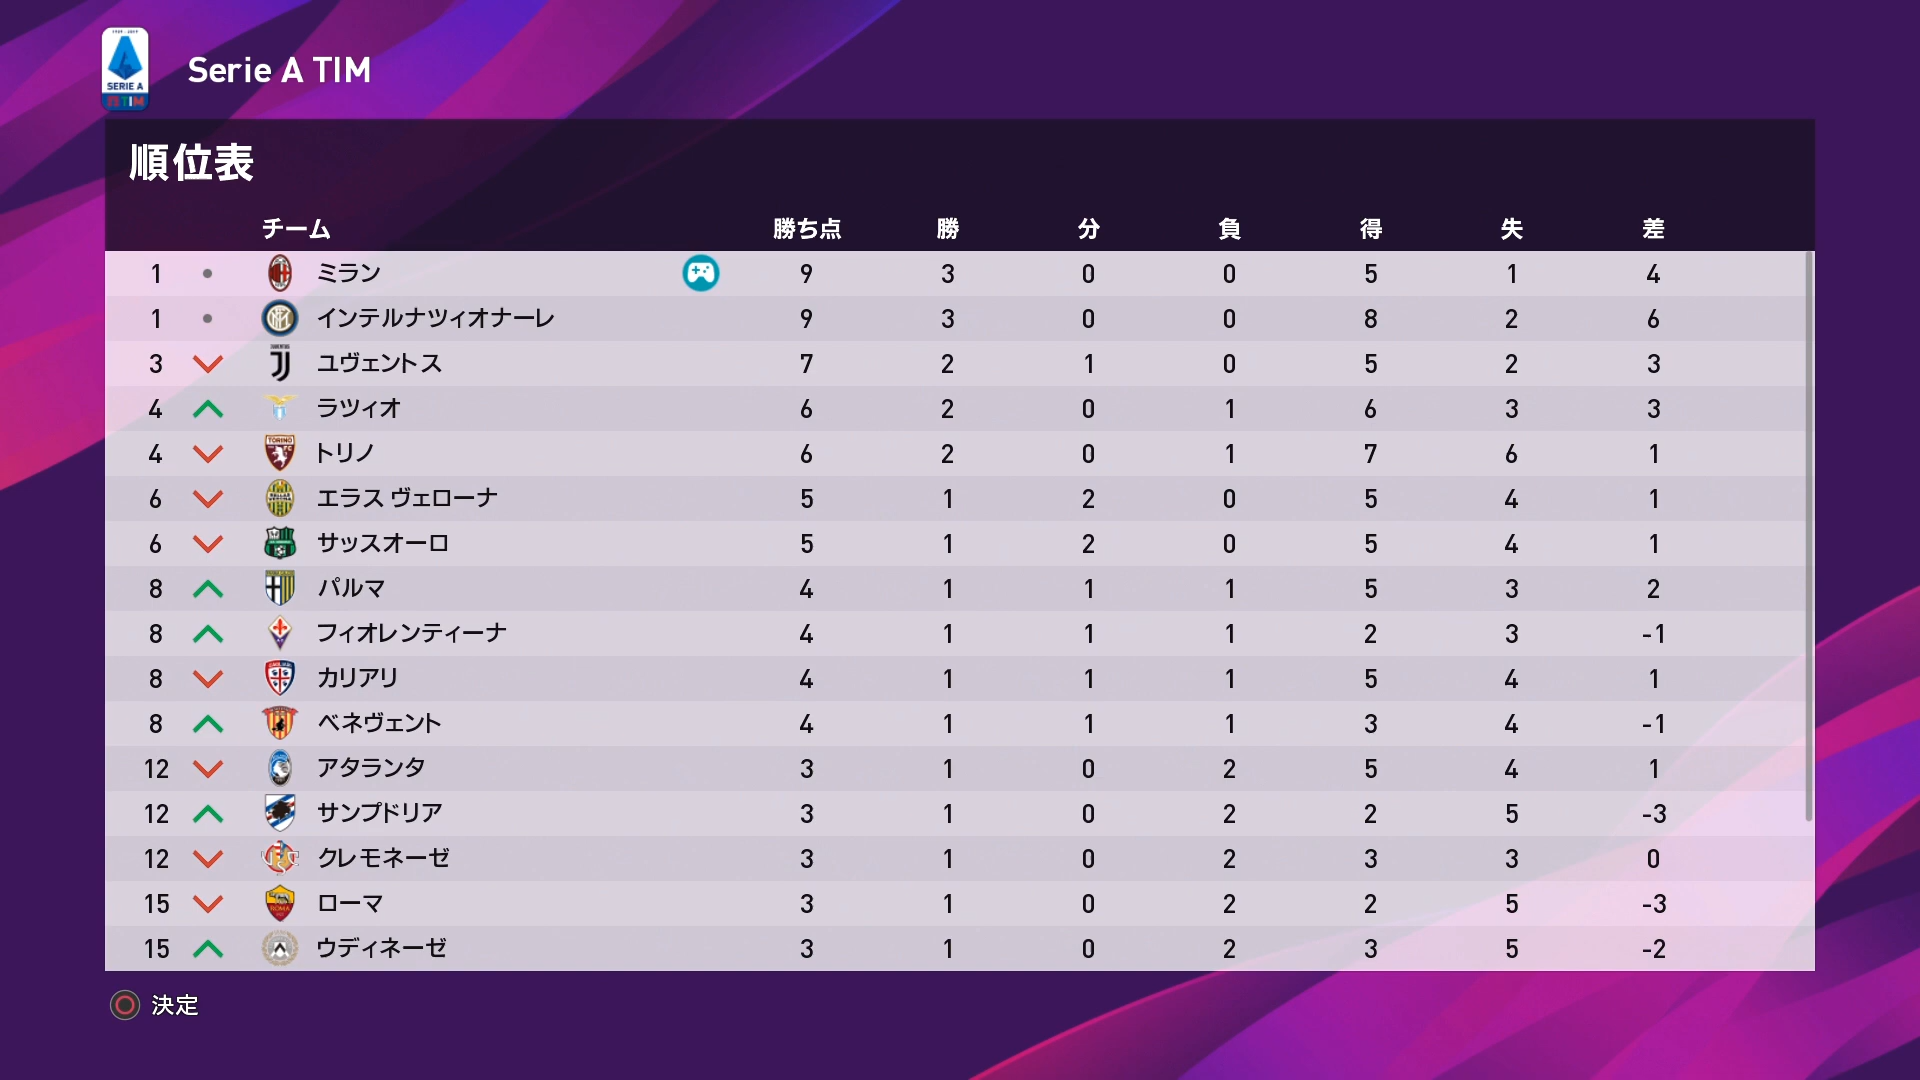 SERIE A
TIM
Serie A TIM
順位表
チーム 勝ち点 勝 分 負 得 失 差
1 ミラン 9 3 0 0 5 1 4
1 インテルナツィオナーレ 9 3 0 0 8 2 6
3 ユヴェントス 7 2 1 0 5 2 3
4 ラツィオ 6 2 0 1 6 3 3
4 トリノ 6 2 0 1 7 6 1
6 エラス ヴェローナ 5 1 2 0 5 4 1
6 サッスオーロ 5 1 2 0 5 4 1
8 パルマ 4 1 1 1 5 3 2
8 フィオレンティーナ 4 1 1 1 2 3 -1
8 カリアリ 4 1 1 1 5 4 1
8 ベネヴェント 4 1 1 1 3 4 -1
12 アタランタ 3 1 0 2 5 4 1
12 サンプドリア 3 1 0 2 2 5 -3
12 クレモネーゼ 3 1 0 2 3 3 0
15 ローマ 3 1 0 2 2 5 -3
15 ウディネーゼ 3 1 0 2 3 5 -2
決定